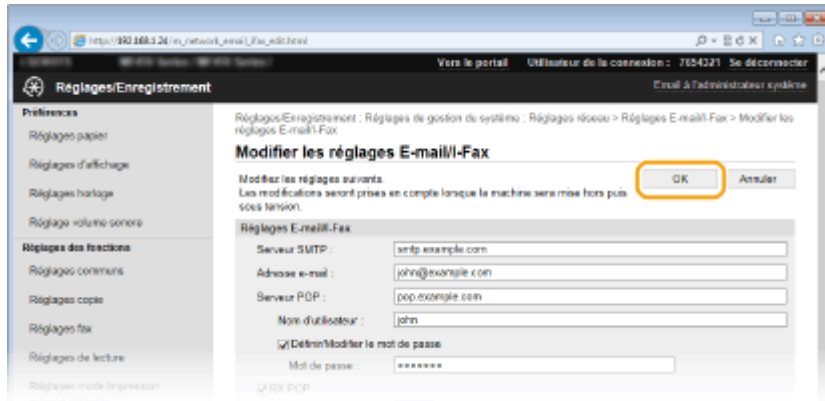 http://192.168.1.24/m_network_email_ifax_edit.html
Vers le portail Utilisateur de la connexion : 7654321 Se déconnecter
Réglages/Enregistrement
Email à l'administrateur système
Préférences
Réglages papier
Réglages d'affichage
Réglages horloge
Réglage volume sonore
Réglages des fonctions
Réglages communs
Réglages copie
Réglages fax
Réglages de lecture
Réglages mode Impression
Réglages/Enregistrement : Réglages de gestion du système : Réglages réseau > Réglages E-mail/I-Fax > Modifier les
réglages E-mail/I-Fax
Modifier les réglages E-mail/I-Fax
Modifiez les réglages suivants.
Les modifications seront prises en compte lorsque la machine sera mise hors puis
sous tension.
OK
Annuler
Réglages E-mail/I-Fax
Serveur SMTP : smtp.example.com
Adresse e-mail : john@example.com
Serveur POP : pop.example.com
Nom d'utilisateur : john
Définir/Modifier le mot de passe
Mot de passe : •••••••
RX POP